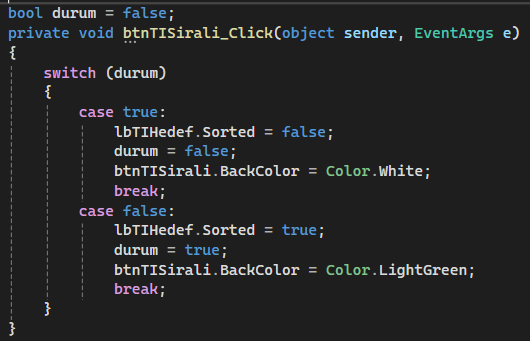 bool durum = false;
private void btnTISirali_Click(object sender, EventArgs e)
{
    switch (durum)
    {
        case true:
            lbTIHedef.Sorted = false;
            durum = false;
            btnTISirali.BackColor = Color.White;
            break;
        case false:
            lbTIHedef.Sorted = true;
            durum = true;
            btnTISirali.BackColor = Color.LightGreen;
            break;
    }
}